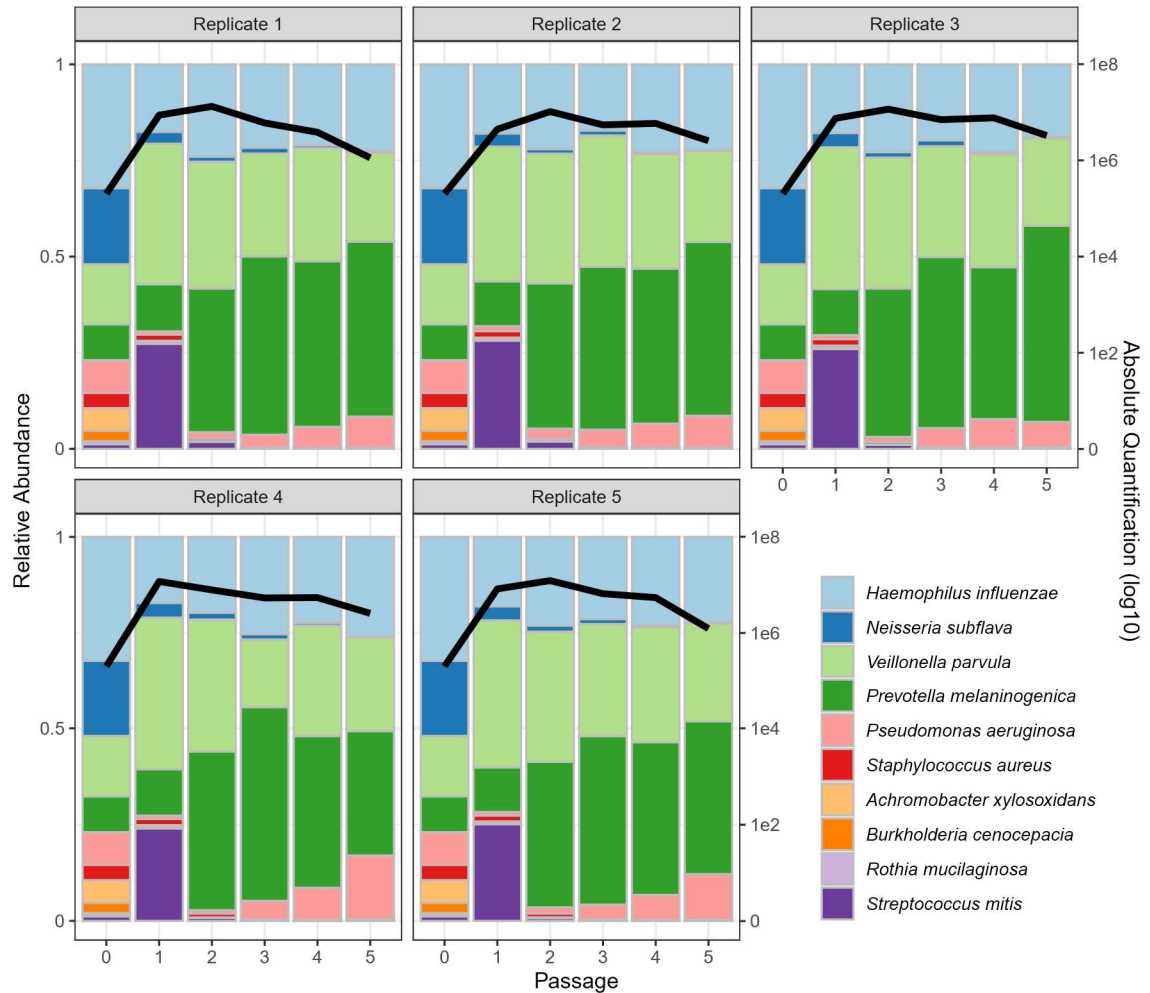 Replicate 1
Replicate 2
Replicate 3
1
0.5
0
1e8
1e6
1e4
1e2
0
0 1 2 3 4 5
Replicate 4
Replicate 5
1
0.5
0
1e8
1e6
1e4
1e2
0
0 1 2 3 4 5
0 1 2 3 4 5
Relative Abundance
Absolute Quantification (log10)
Passage
Haemophilus influenzae
Neisseria subflava
Veillonella parvula
Prevotella melaninogenica
Pseudomonas aeruginosa
Staphylococcus aureus
Achromobacter xylosoxidans
Burkholderia cenocepacia
Rothia mucilaginosa
Streptococcus mitis